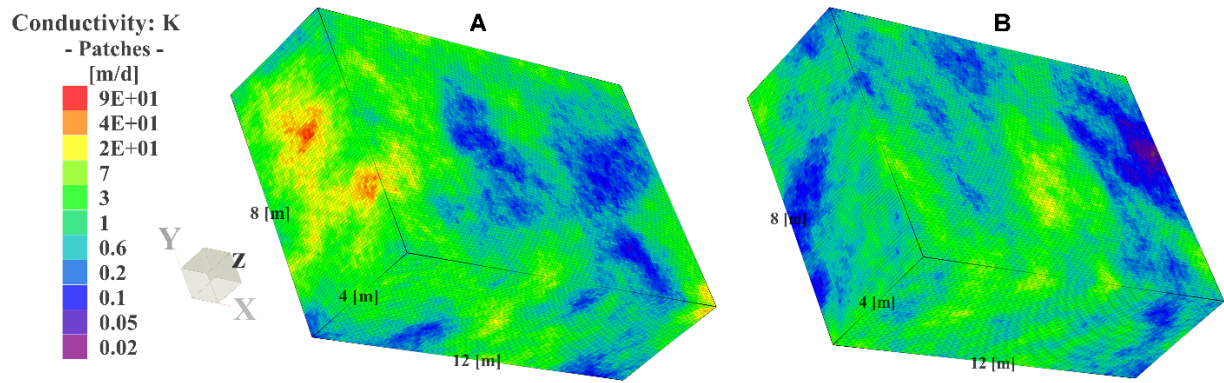 Conductivity: K
- Patches -
[m/d]
9E+01
4E+01
2E+01
7
3
1
0.6
0.2
0.1
0.05
0.02
Y
Z
X
A
8 [m]
4 [m]
12 [m]
B
8 [m]
4 [m]
12 [m]